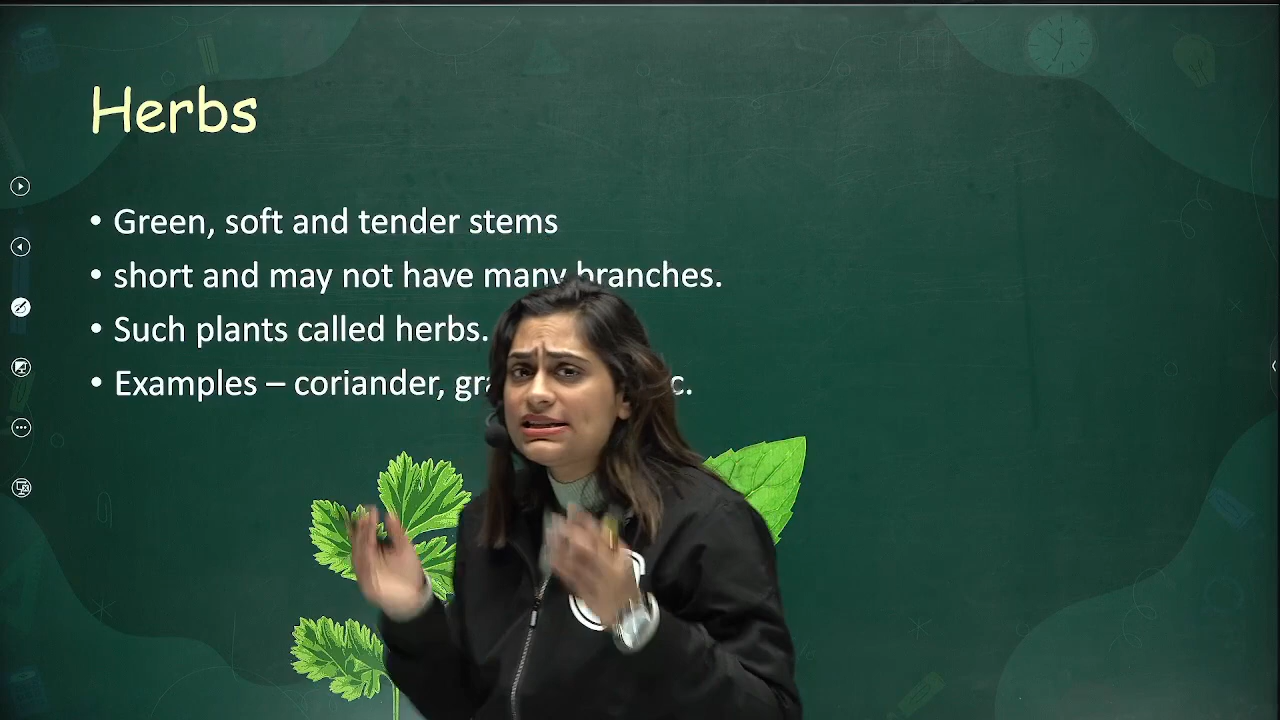 Herbs
• Green, soft and tender stems
• short and may not have many branches.
• Such plants called herbs.
• Examples – coriander,